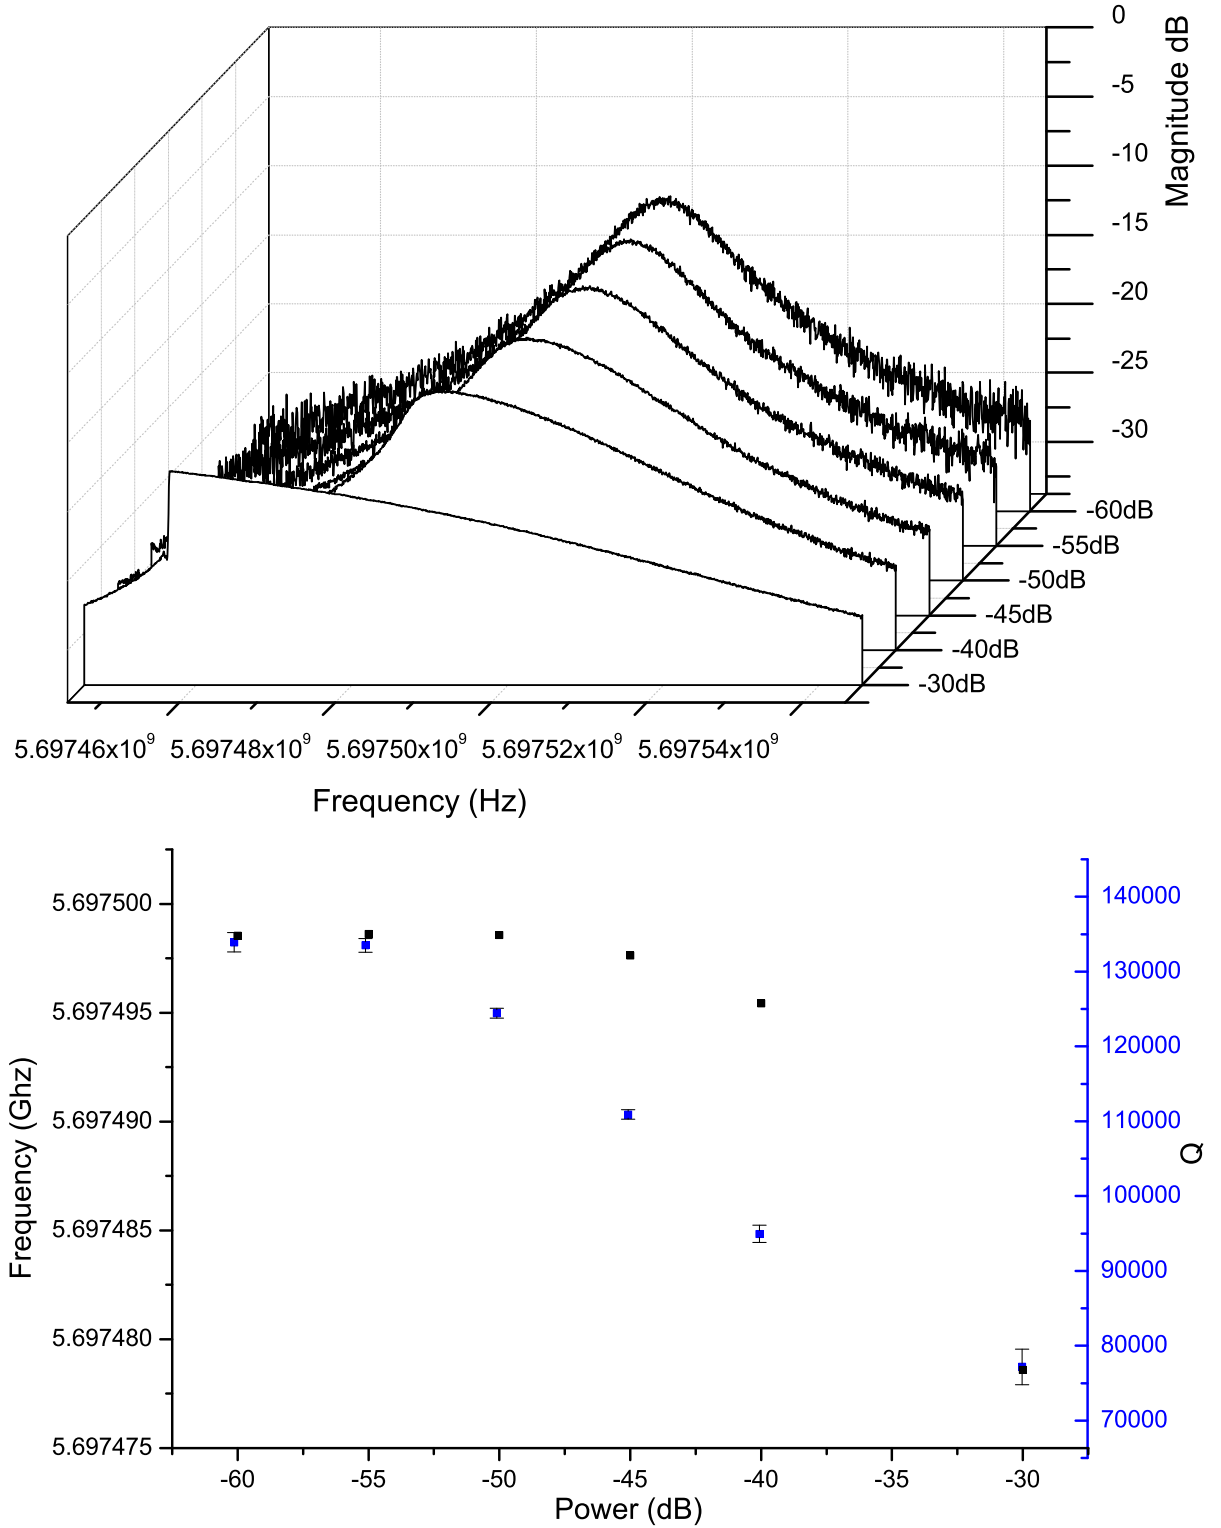 0
-5
-10
-15
-20
-25
-30
Magnitude dB
-60dB
-55dB
-50dB
-45dB
-40dB
-30dB
5.69746x10⁹ 5.69748x10⁹ 5.69750x10⁹ 5.69752x10⁹ 5.69754x10⁹
Frequency (Hz)
5.697500
5.697495
5.697490
5.697485
5.697480
5.697475
Frequency (Ghz)
140000
130000
120000
110000
100000
90000
80000
70000
Q
-60 -55 -50 -45 -40 -35 -30
Power (dB)